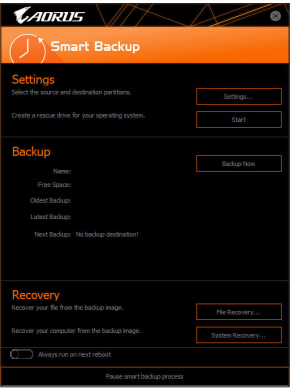 AORUS
Smart Backup
Settings
Select the source and destination partitions.
Settings...
Create a rescue drive for your operating system.
Start
Backup
Backup Now
Name:
Free Space:
Oldest Backup:
Latest Backup:
Next Backup: No backup destination!
Recovery
Recover your file from the backup image.
File Recovery...
Recover your computer from the backup image.
System Recovery...
Always run on next reboot
Pause smart backup process